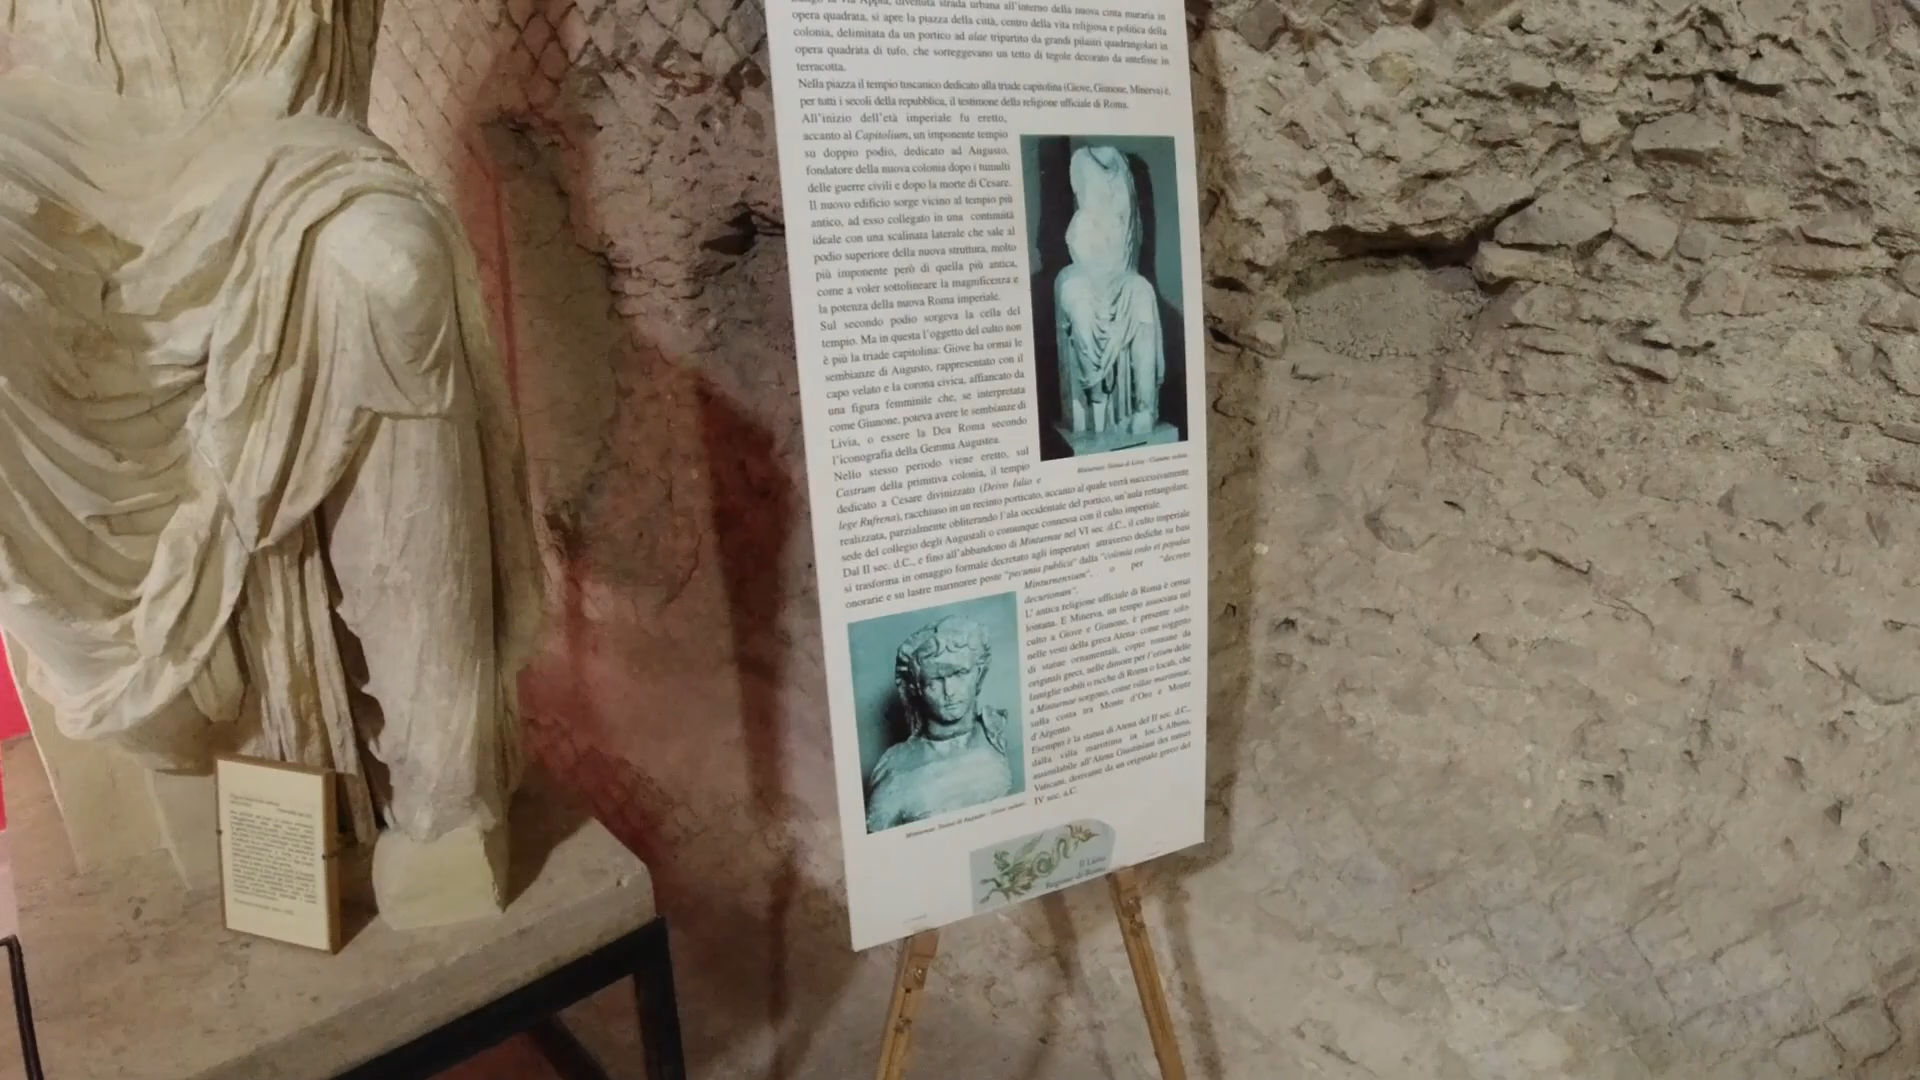 Lungo la Via Appia, divenuta strada urbana all'interno della nuova cinta muraria in
opera quadrata, si apre la piazza della città, centro della vita religiosa e politica della
colonia, delimitata da un portico ad alae tripartito da grandi pilastri quadrangolari in
opera quadrata di tufo, che sorreggevano un tetto di tegole decorato da antefisse in
terracotta.
Nella piazza il tempio tuscanico dedicato alla triade capitolina (Giove, Giunone, Minerva) è,
per tutti i secoli della repubblica, il testimone della religione ufficiale di Roma.
All'inizio dell'età imperiale fu eretto,
accanto al Capitolium, un imponente tempio
su doppio podio, dedicato ad Augusto,
fondatore della nuova colonia dopo i tumulti
delle guerre civili e dopo la morte di Cesare.
Il nuovo edificio sorge vicino al tempio più
antico, ad esso collegato in una continuità
ideale con una scalinata laterale che sale al
podio superiore della nuova struttura, molto
più imponente però di quella più antica,
come a voler sottolineare la magnificenza e
la potenza della nuova Roma imperiale.
Sul secondo podio sorgeva la cella del
tempio. Ma in questa l'oggetto del culto non
è più la triade capitolina: Giove ha ormai le
sembianze di Augusto, rappresentato con il
capo velato e la corona civica, affiancato da
una figura femminile che, se interpretata
come Giunone, poteva avere le sembianze di
Livia, o essere la Dea Roma secondo
l'iconografia della Gemma Augustea.
Nello stesso periodo viene eretto, sul
Castrum della primitiva colonia, il tempio
dedicato a Cesare divinizzato (Deivo Iulio e
lege Rufrena), racchiuso in un recinto porticato, accanto al quale verrà successivamente
realizzata, parzialmente obliterando l'ala occidentale del portico, un'aula rettangolare,
sede del collegio degli Augustali o comunque connessa con il culto imperiale.
Dal II sec. d.C., e fino all'abbandono di Minturnae nel VI sec. d.C., il culto imperiale
si trasforma in omaggio formale decretato agli imperatori attraverso dediche su basi
onorarie e su lastre marmoree poste "pecunia publica" dalla "colonia ordo et populus
Minturnensium", o per "decreto
decurionum".
L'antica religione ufficiale di Roma è ormai
lontana. E Minerva, un tempo associata nel
culto a Giove e Giunone, è presente solo
nelle vesti della greca Atena come soggetto
di statue ornamentali, copie romane da
originali greci, nelle dimore per l'otium delle
famiglie nobili o ricche di Roma o locali, che
a Minturnae sorgono, come villae maritimae,
sulla costa tra Monte d'Oro e Monte
d'Argento.
Esempio è la statua di Atena del II sec. d.C.,
dalla villa marittima in loc. S. Albina,
assimilabile all'Atena Giustiniani dei musei
Vaticani, derivante da un originale greco del
IV sec. a.C.
Minturnae. Statua di Livia - Giunone
Minturnae. Statua di Augusto - Giove
Il Lazio
Regione di Roma